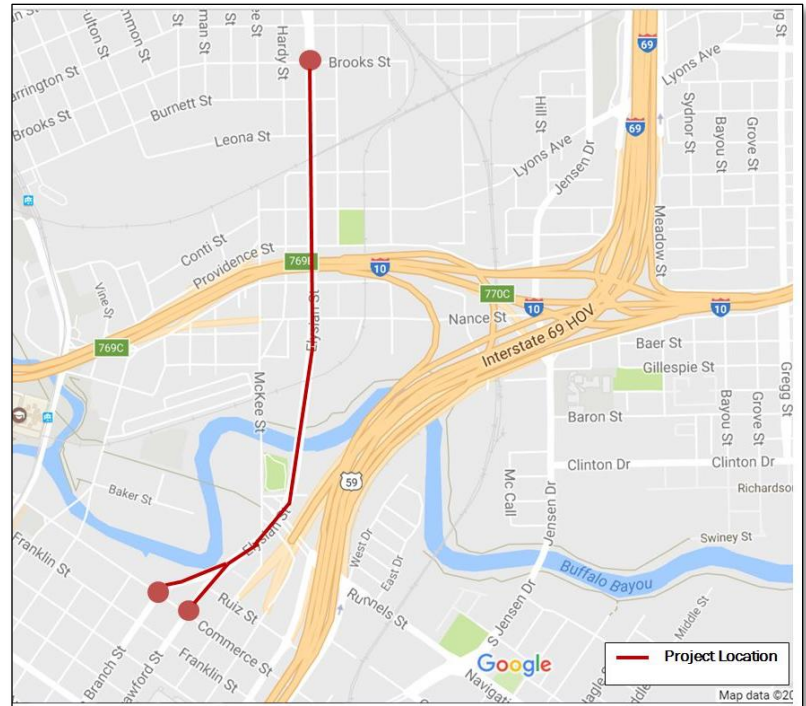 Hardy St
69
Brooks St
Lyons Ave
Burnett St
Brooks St
Leona St
Hill St
Jensen Dr
Lyons Ave
69
Sydnor St
Bayou St
Grove St
Meadow St
Conti St
Providence St
10
Vine St
770C
10
10
Nance St
Interstate 69 HOV
769C
Elysian St
McKee St
Baer St
Gillespie St
Gregg St
Baron St
Bayou St
Grove St
Clinton Dr
Clinton Dr
59
Mc Call
Baker St
Jensen Dr
Elysian St
Swiney St
Franklin St
West Dr
East Dr
Buffalo Bayou
Ruiz St
Runnels St
Commerce St
Middle St
Franklin St
S Jensen Dr
Google
Branch St
Project Location
Map data ©20